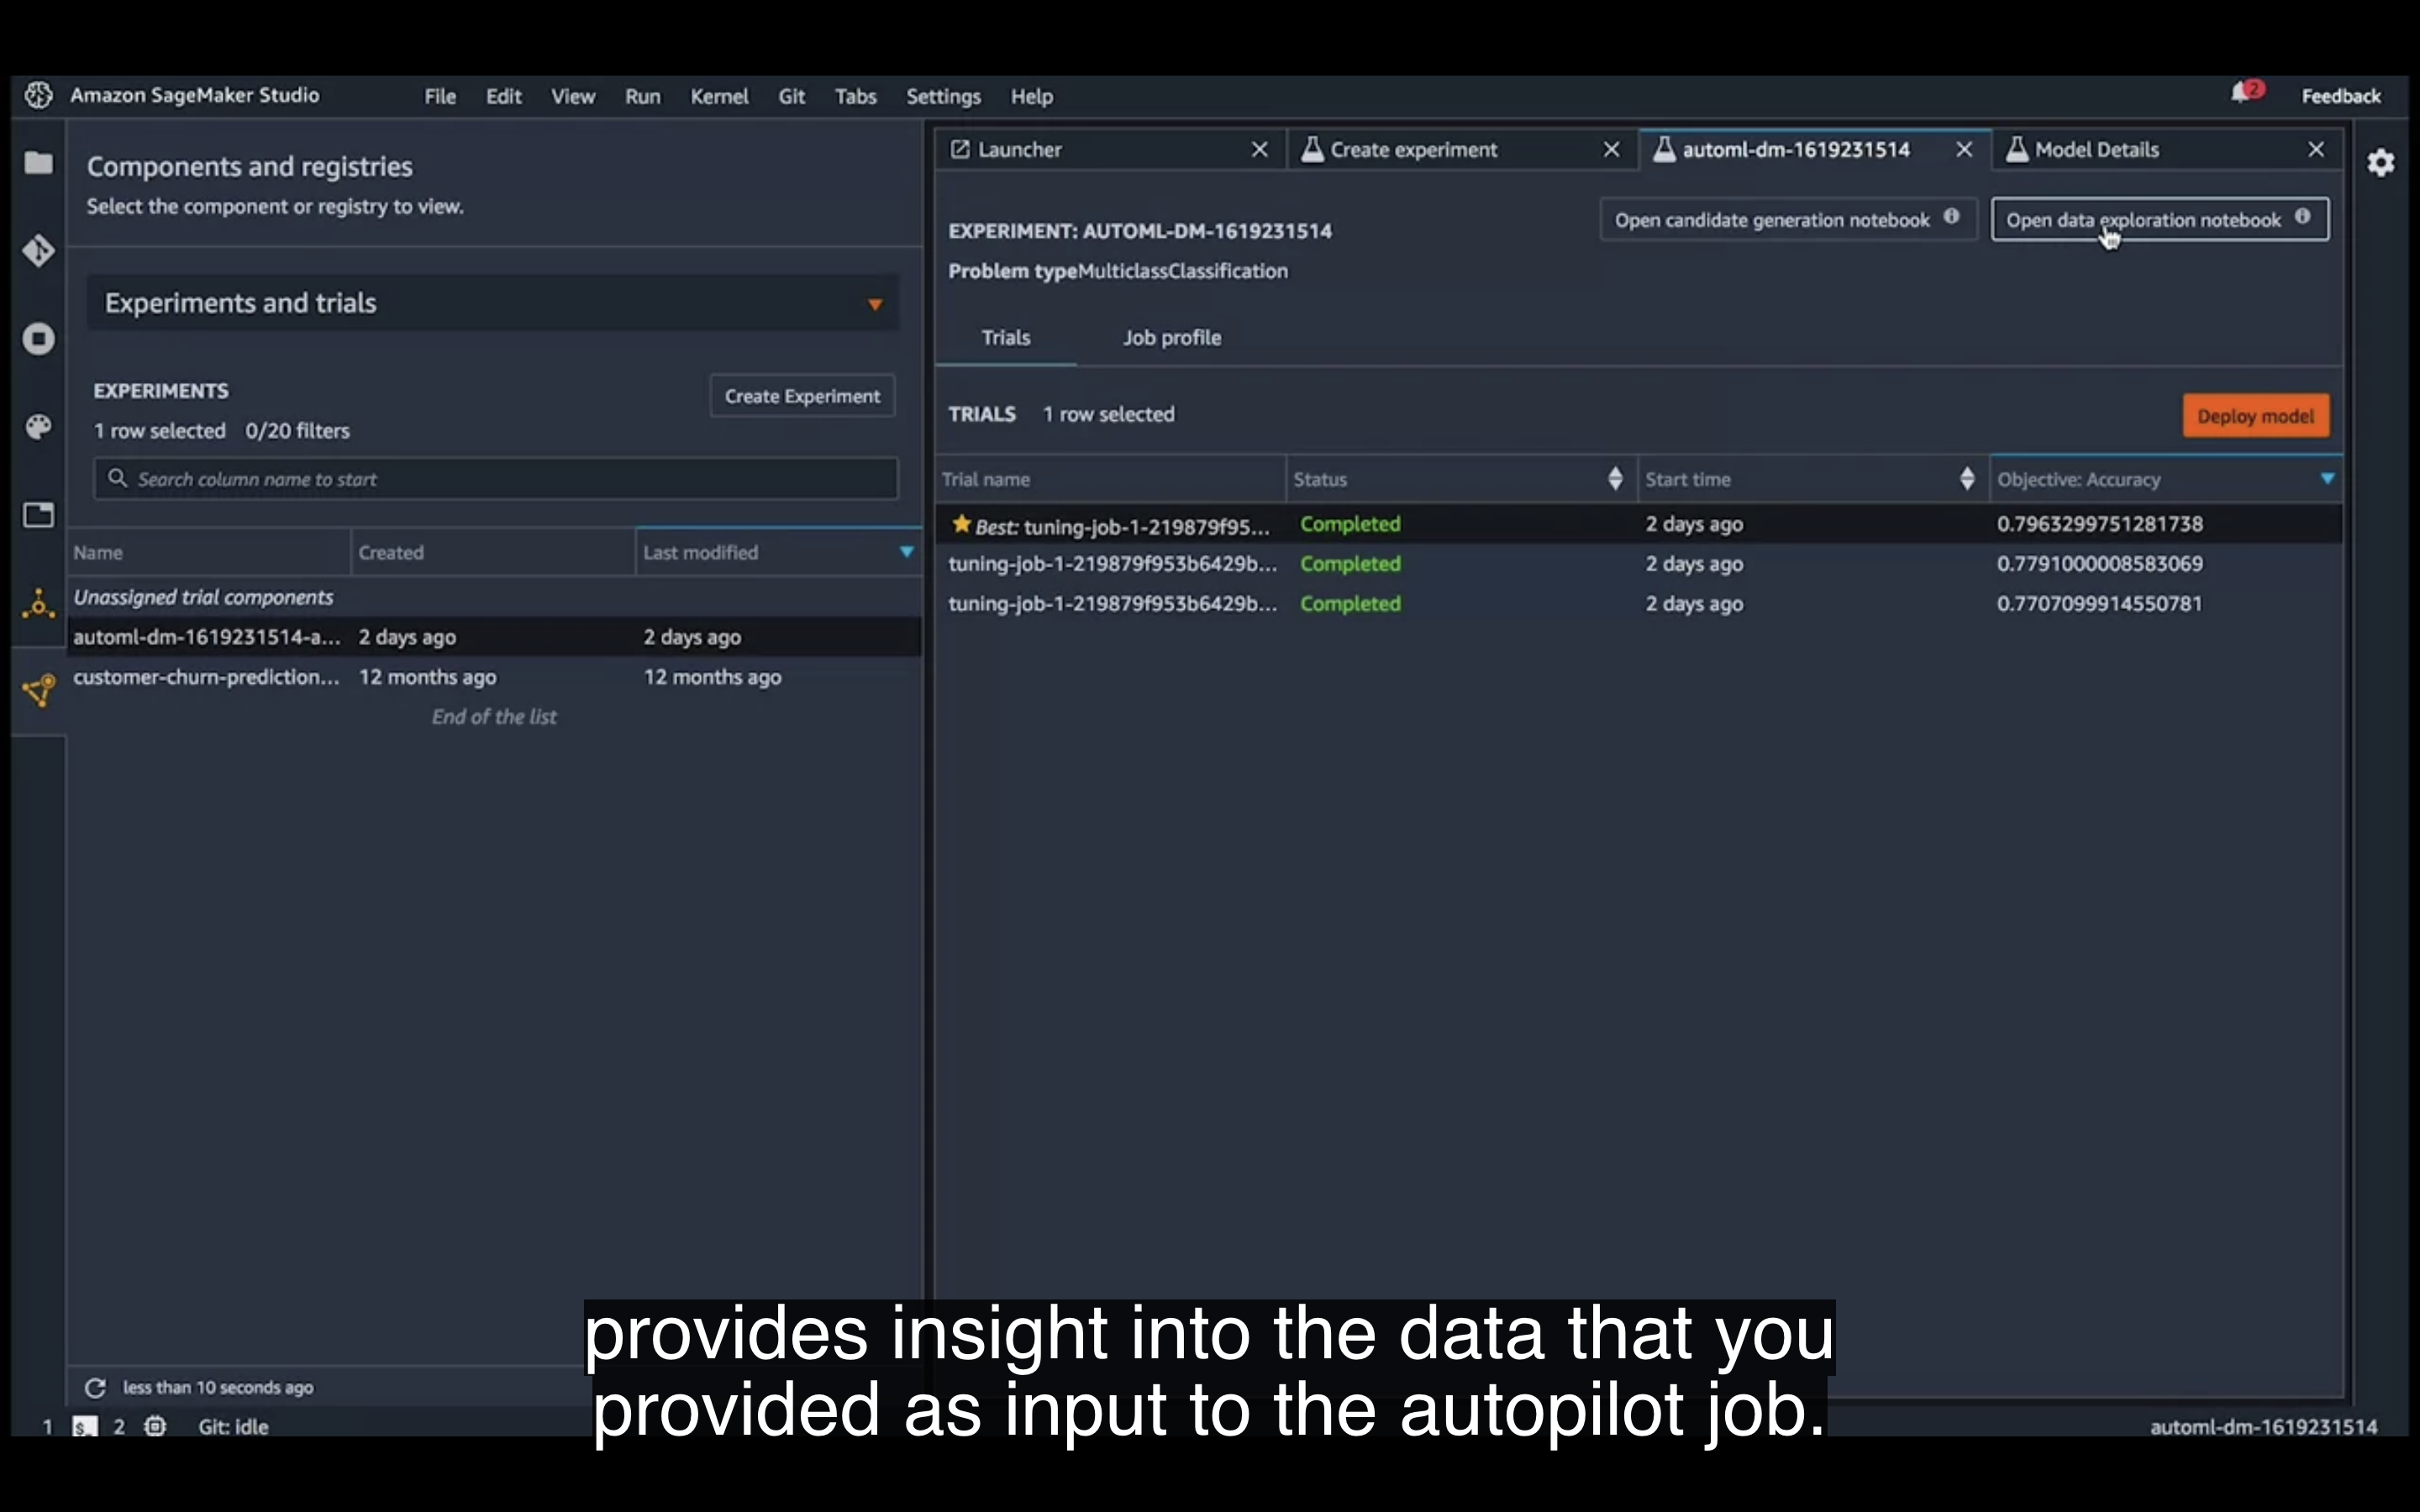 Amazon SageMaker Studio File Edit View Run Kernel Git Tabs Settings Help 2 Feedback
Components and registries
Select the component or registry to view.
Experiments and trials
EXPERIMENTS
Create Experiment
1 row selected 0/20 filters
Search column name to start
Name Created Last modified
Unassigned trial components
automl-dm-1619231514-a... 2 days ago 2 days ago
customer-churn-prediction... 12 months ago 12 months ago
End of the list
less than 10 seconds ago
Launcher Create experiment automl-dm-1619231514 Model Details
Open candidate generation notebook Open data exploration notebook
EXPERIMENT: AUTOML-DM-1619231514
Problem typeMulticlassClassification
Trials Job profile
TRIALS 1 row selected Deploy model
Trial name Status Start time Objective: Accuracy
Best: tuning-job-1-219879f95... Completed 2 days ago 0.7963299751281738
tuning-job-1-219879f953b6429b... Completed 2 days ago 0.7791000008583069
tuning-job-1-219879f953b6429b... Completed 2 days ago 0.7707099914550781
provides insight into the data that you
provided as input to the autopilot job.
1 $_ 2 Git: idle automl-dm-1619231514